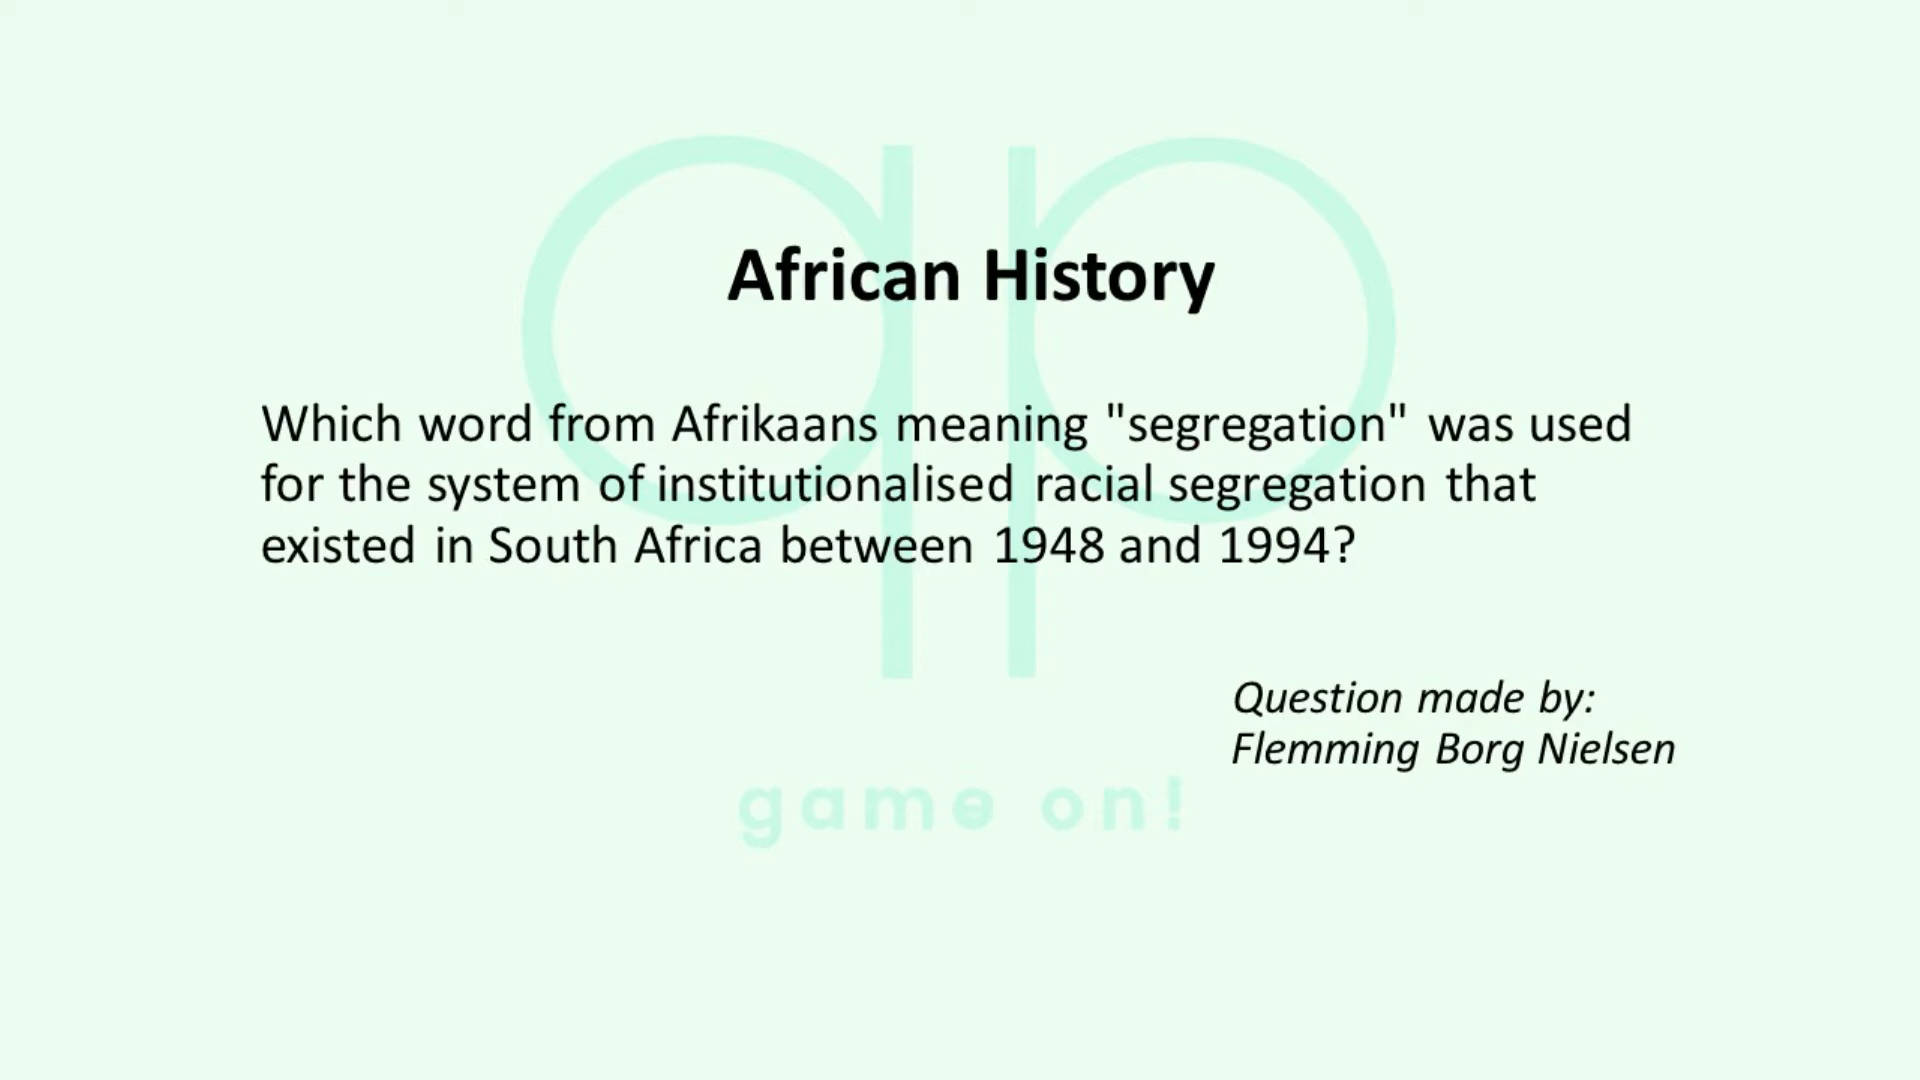 African History
Which word from Afrikaans meaning "segregation" was used
for the system of institutionalised racial segregation that
existed in South Africa between 1948 and 1994?
Question made by:
Flemming Borg Nielsen
game on!